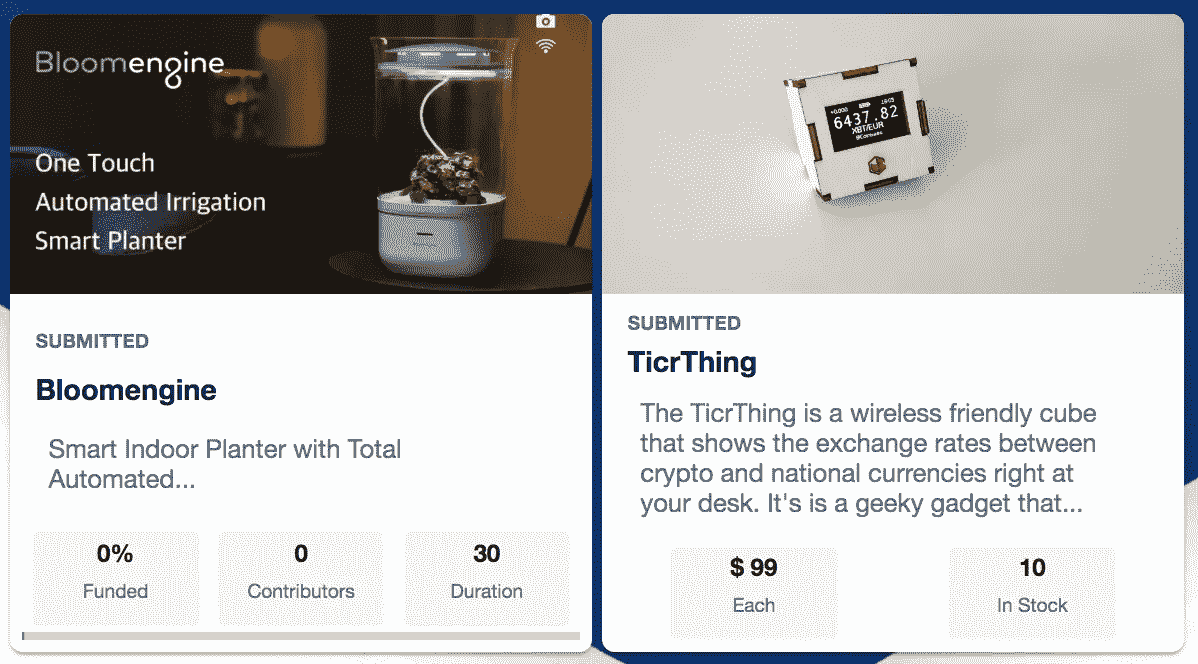 Bloomengine
One Touch
Automated Irrigation
Smart Planter
SUBMITTED
Bloomengine
Smart Indoor Planter with Total
Automated...
0%
Funded
0
Contributors
30
Duration
6437.82
XBT/EUR
SUBMITTED
TicrThing
The TicrThing is a wireless friendly cube
that shows the exchange rates between
crypto and national currencies right at
your desk. It's is a geeky gadget that...
$ 99
Each
10
In Stock